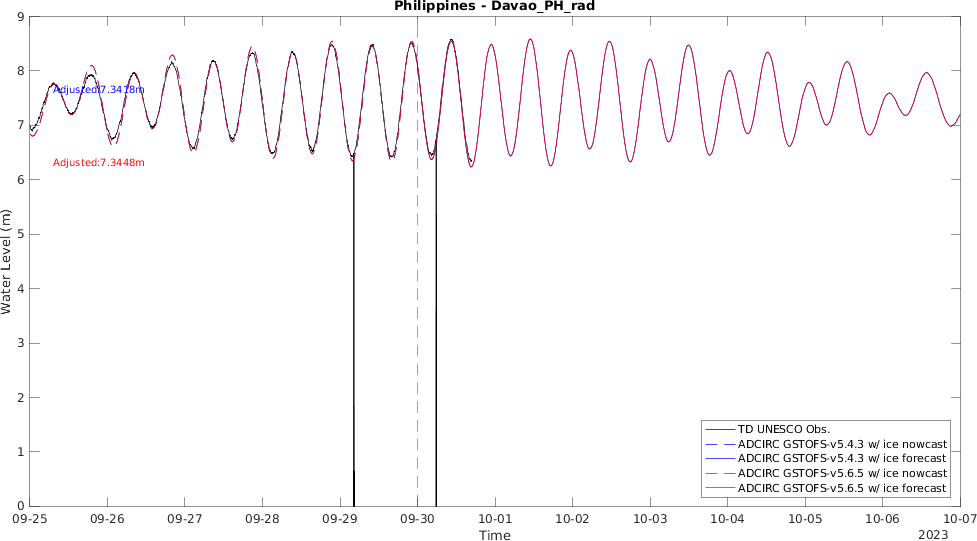 Philippines - Davao_PH_rad
9
8
7
6
5
4
3
2
1
0
Water Level (m)
Adjusted:7.3418m
Adjusted:7.3448m
TD UNESCO Obs.
ADCIRC GSTOFS-v5.4.3 w/ ice nowcast
ADCIRC GSTOFS-v5.4.3 w/ ice forecast
ADCIRC GSTOFS-v5.6.5 w/ ice nowcast
ADCIRC GSTOFS-v5.6.5 w/ ice forecast
09-25 09-26 09-27 09-28 09-29 09-30 10-01 10-02 10-03 10-04 10-05 10-06 10-07
Time
2023